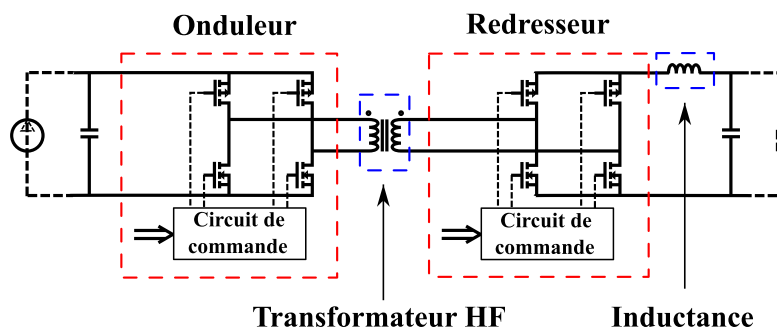 Onduleur
Redresseur
Circuit de
commande
Circuit de
commande
Transformateur HF
Inductance